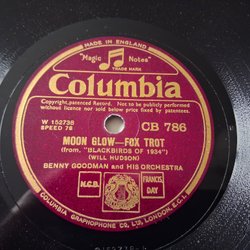 MADE IN ENGLAND
"Magic Notes"
TRADE MARK
Columbia
Copyright, patented Record. Not to be publicly performed
without licence nor sold below price fixed by patentees.
W 152738
SPEED 78
CB 786
MOON GLOW—FOX TROT
(from, "BLACKBIRDS OF 1934")
(WILL HUDSON)
BENNY GOODMAN and HIS ORCHESTRA
N.C.B.
FRANCIS
DAY
COLUMBIA GRAPHOPHONE CO. LTD. LONDON, E.C.1.